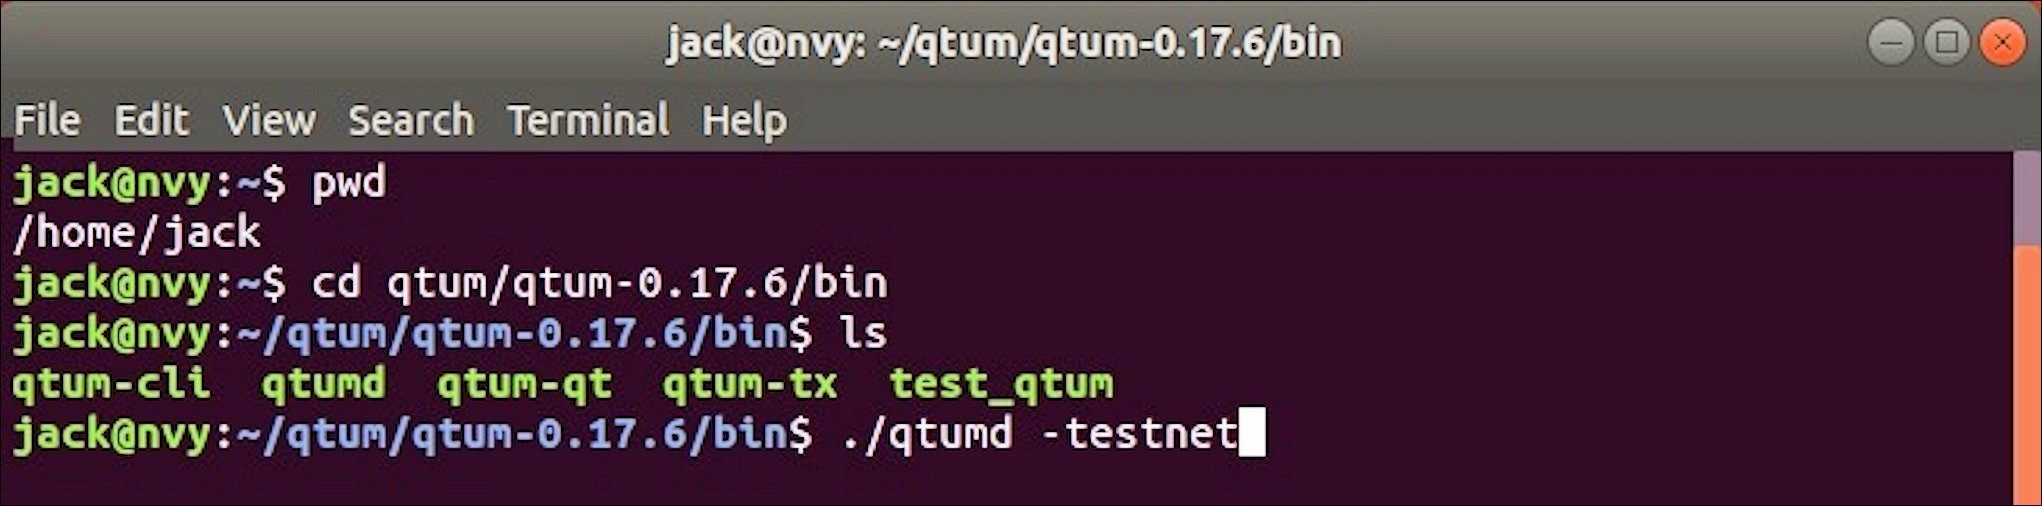 jack@nvy: ~/qtum/qtum-0.17.6/bin
File Edit View Search Terminal Help
jack@nvy:~$ pwd
/home/jack
jack@nvy:~$ cd qtum/qtum-0.17.6/bin
jack@nvy:~/qtum/qtum-0.17.6/bin$ ls
qtum-cli  qtumd  qtum-qt  qtum-tx  test_qtum
jack@nvy:~/qtum/qtum-0.17.6/bin$ ./qtumd -testnet